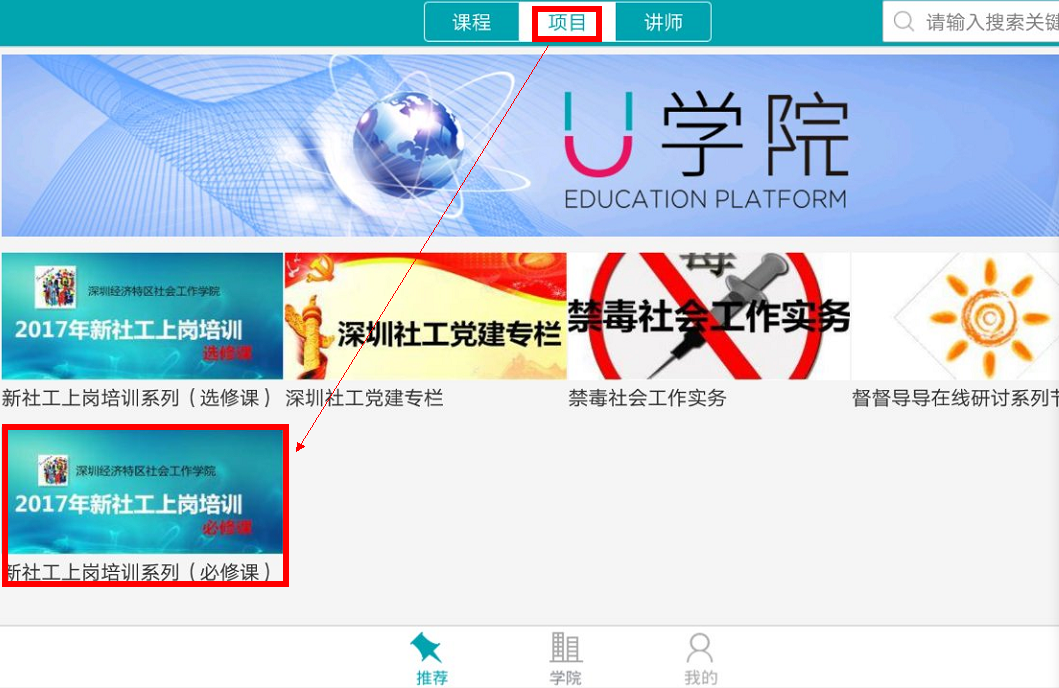 课程
项目
讲师
请输入搜索关键
U学院
EDUCATION PLATFORM
深圳经济特区社会工作学院
2017年新社工上岗培训
选修课
深圳社工党建专栏
毒
禁毒社会工作实务
新社工上岗培训系列（选修课）
深圳社工党建专栏
禁毒社会工作实务
督督导导在线研讨系列节
深圳经济特区社会工作学院
2017年新社工上岗培训
必修课
新社工上岗培训系列（必修课）
推荐
学院
我的